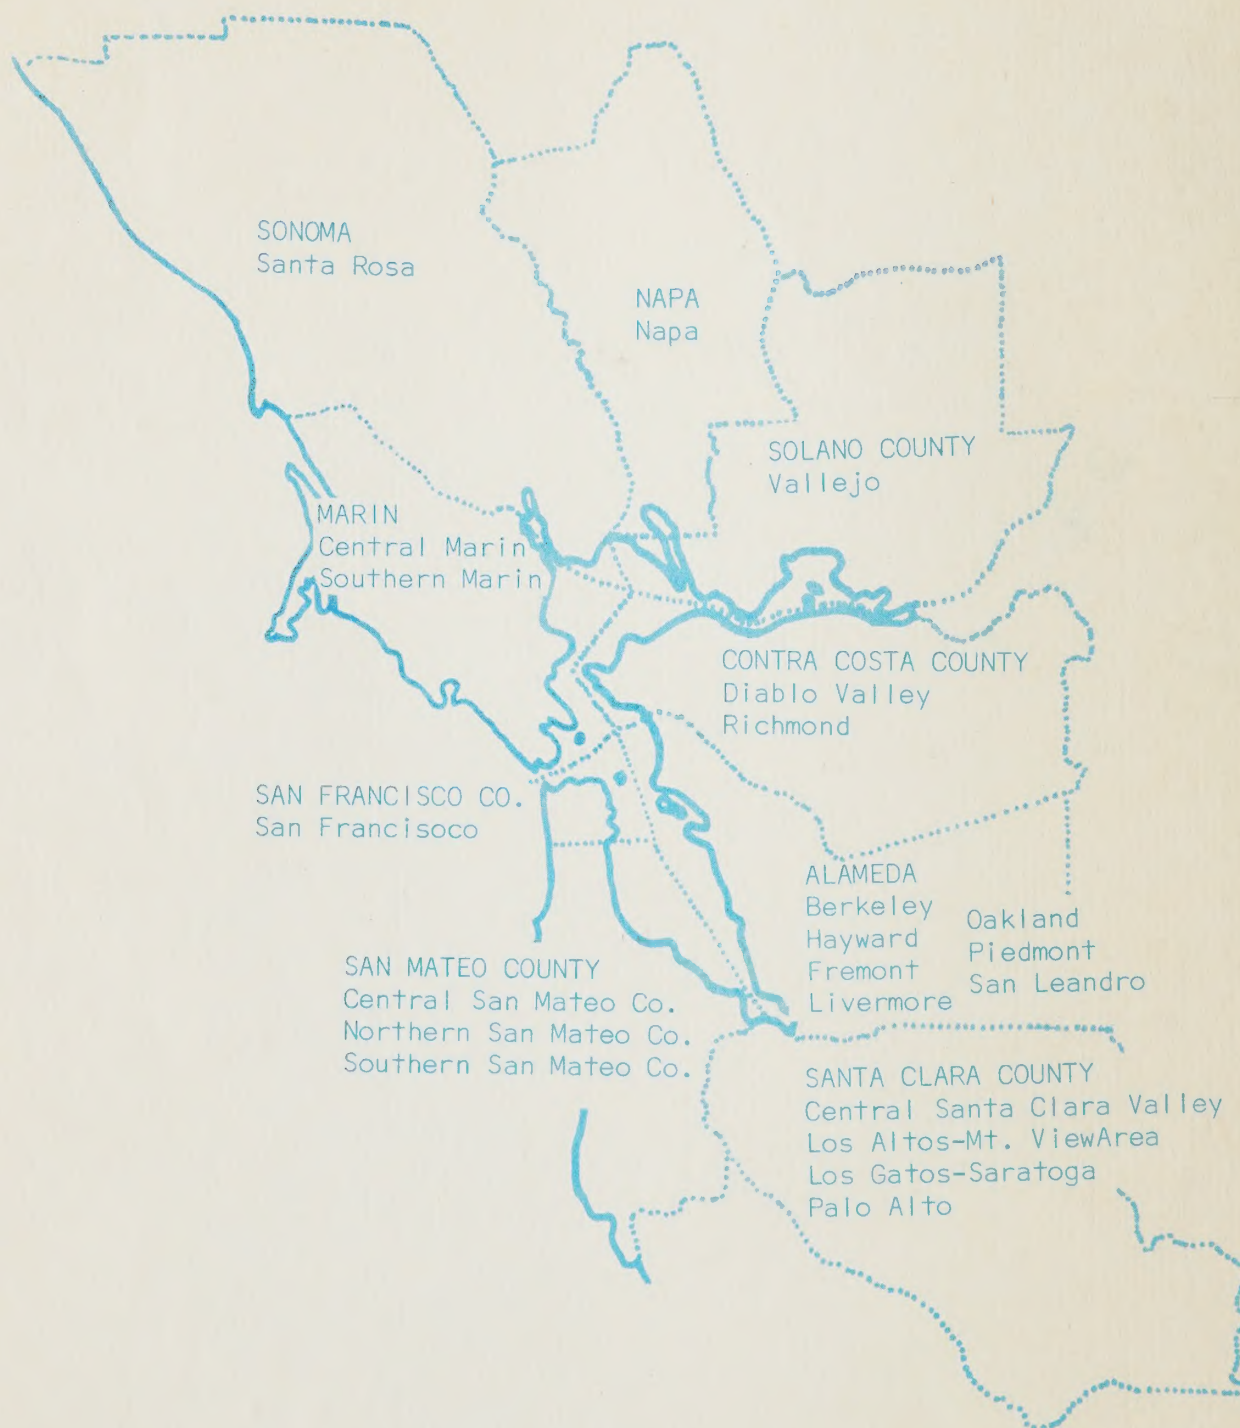 SONOMA
Santa Rosa
NAPA
Napa
SOLANO COUNTY
Vallejo
MARIN
Central Marin
Southern Marin
CONTRA COSTA COUNTY
Diablo Valley
Richmond
SAN FRANCISCO CO.
San Francisoco
ALAMEDA
Berkeley
Hayward
Fremont
Livermore
Oakland
Piedmont
San Leandro
SAN MATEO COUNTY
Central San Mateo Co.
Northern San Mateo Co.
Southern San Mateo Co.
SANTA CLARA COUNTY
Central Santa Clara Valley
Los Altos-Mt. ViewArea
Los Gatos-Saratoga
Palo Alto